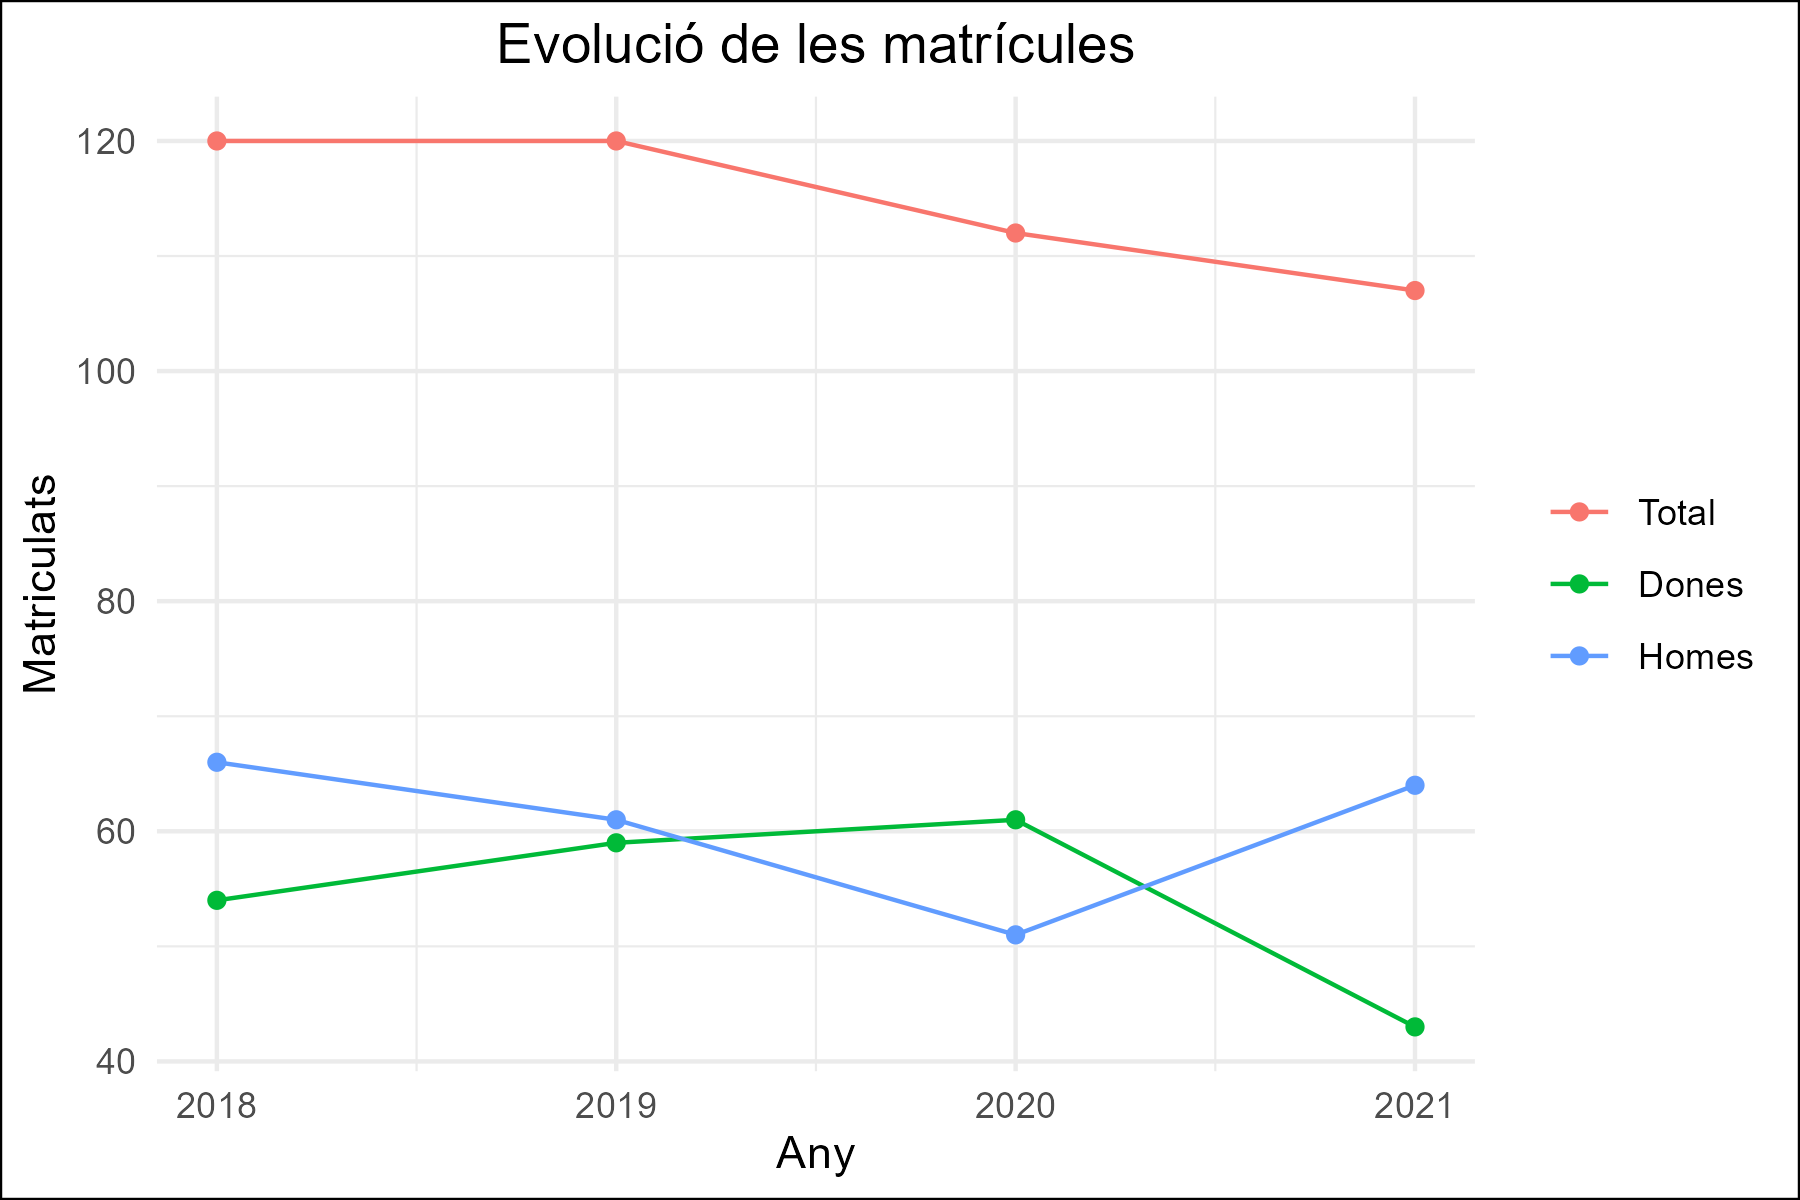 Evolució de les matrícules
120
100
80
60
40
Matriculats
2018
2019
2020
2021
Any
Total
Dones
Homes